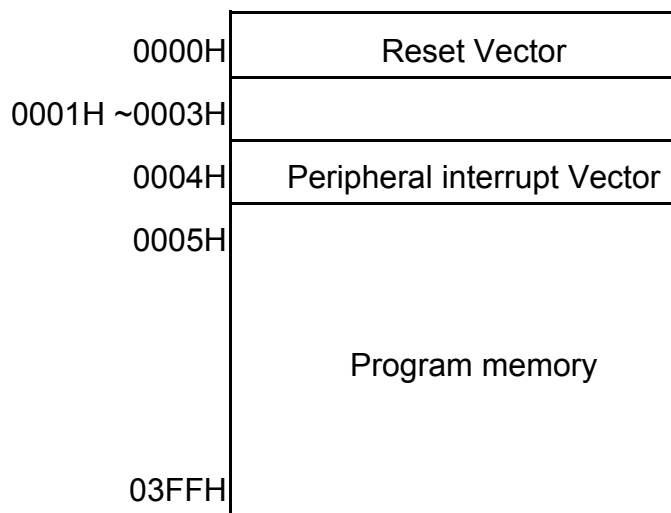 0000H Reset Vector
0001H ~0003H
0004H Peripheral interrupt Vector
0005H
Program memory
03FFH